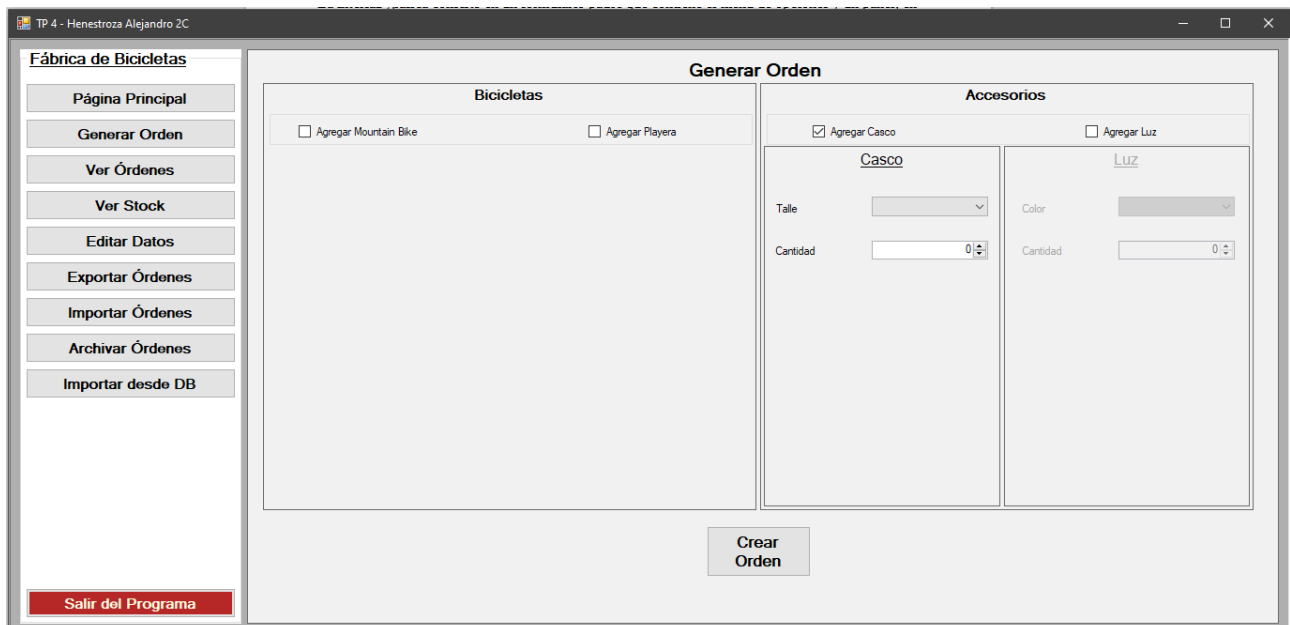 TP 4 - Henestroza Alejandro 2C
Fábrica de Bicicletas
Página Principal
Generar Orden
Ver Órdenes
Ver Stock
Editar Datos
Exportar Órdenes
Importar Órdenes
Archivar Órdenes
Importar desde DB
Salir del Programa
Generar Orden
Bicicletas
Agregar Mountain Bike
Agregar Playera
Accesorios
Agregar Casco
Agregar Luz
Casco
Talle
Cantidad
0
Luz
Color
Cantidad
0
Crear
Orden